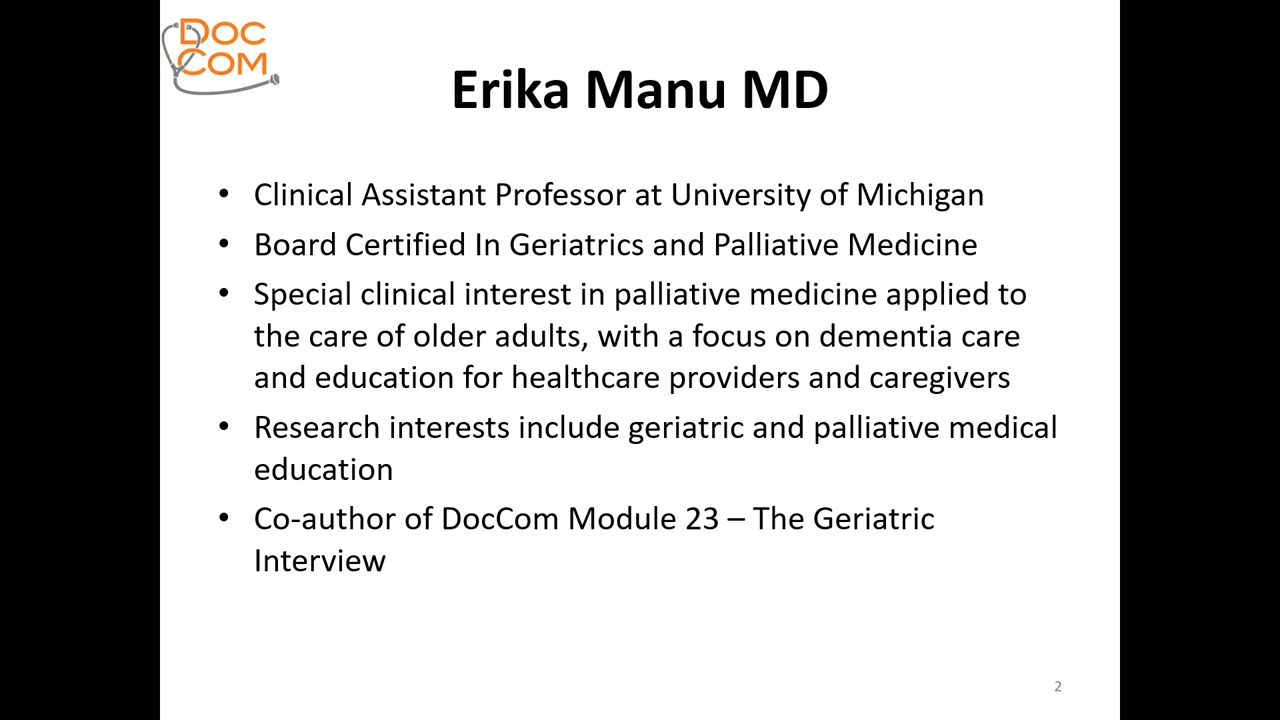 DOC
COM
Erika Manu MD
• Clinical Assistant Professor at University of Michigan
• Board Certified In Geriatrics and Palliative Medicine
• Special clinical interest in palliative medicine applied to
the care of older adults, with a focus on dementia care
and education for healthcare providers and caregivers
• Research interests include geriatric and palliative medical
education
• Co-author of DocCom Module 23 – The Geriatric
Interview
2